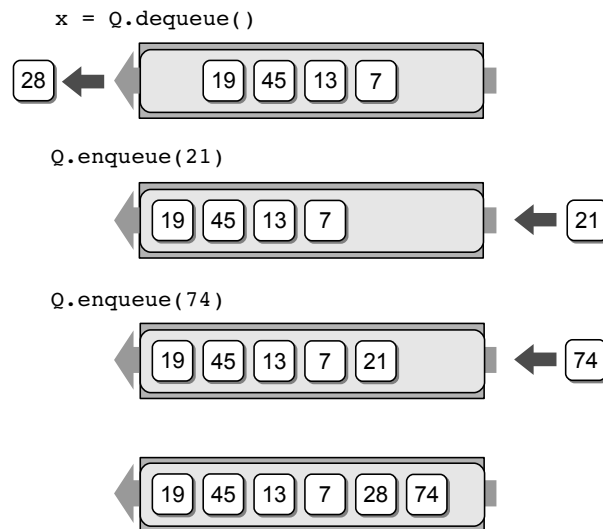 x = Q.dequeue()
28 19 45 13 7
Q.enqueue(21)
19 45 13 7 21
Q.enqueue(74)
19 45 13 7 21 74
19 45 13 7 28 74